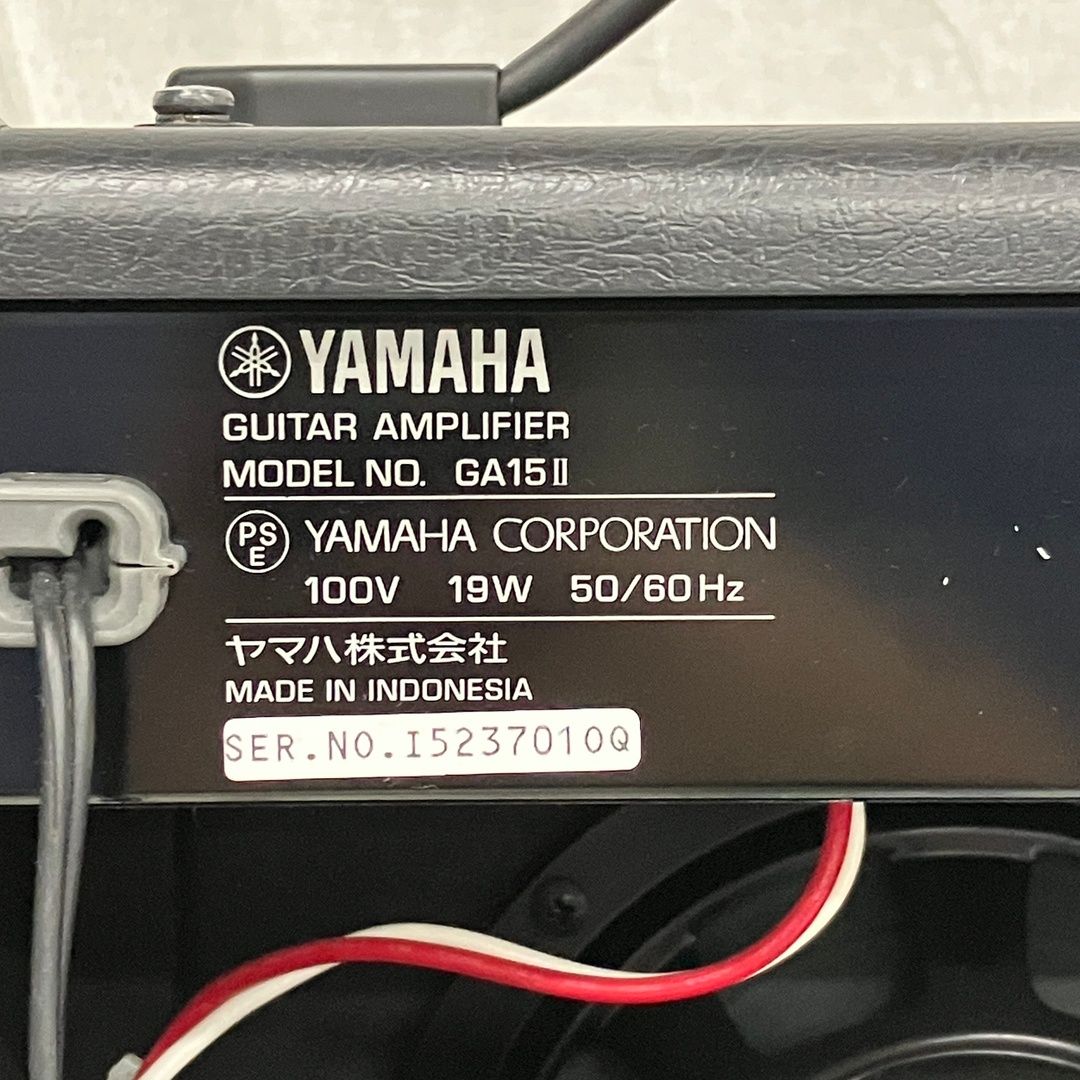 YAMAHA
GUITAR AMPLIFIER
MODEL NO. GA15Ⅱ
PSE YAMAHA CORPORATION
100V 19W 50/60Hz
ヤマハ株式会社
MADE IN INDONESIA
SER.NO.I5237010Q